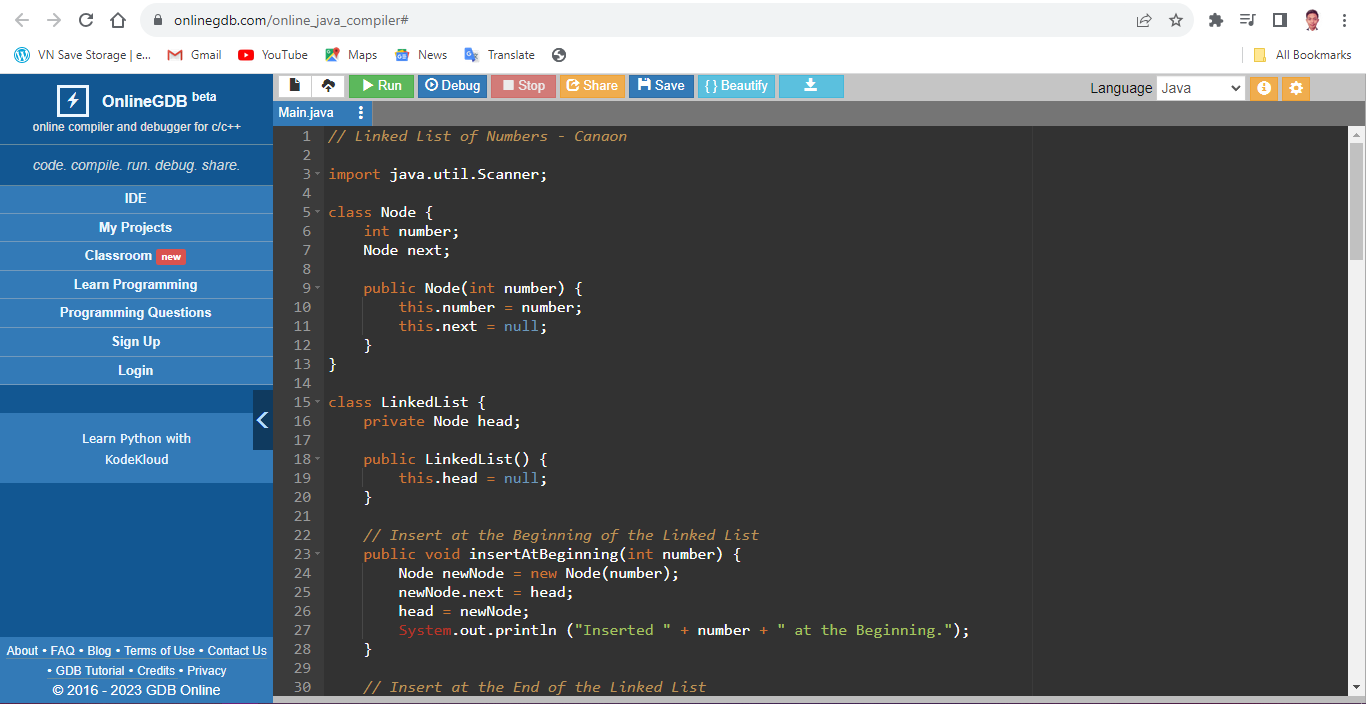 onlinegdb.com/online_java_compiler#
VN Save Storage | e... Gmail YouTube Maps News Translate All Bookmarks
OnlineGDB beta
online compiler and debugger for c/c++
code. compile. run. debug. share.
IDE
My Projects
Classroom new
Learn Programming
Programming Questions
Sign Up
Login
Learn Python with
KodeKloud
About • FAQ • Blog • Terms of Use • Contact Us
• GDB Tutorial • Credits • Privacy
© 2016 - 2023 GDB Online
Run Debug Stop Share Save { } Beautify Language Java
Main.java
1 // Linked List of Numbers - Canaon
2
3 import java.util.Scanner;
4
5 class Node {
6     int number;
7     Node next;
8
9     public Node(int number) {
10         this.number = number;
11         this.next = null;
12     }
13 }
14
15 class LinkedList {
16     private Node head;
17
18     public LinkedList() {
19         this.head = null;
20     }
21
22     // Insert at the Beginning of the Linked List
23     public void insertAtBeginning(int number) {
24         Node newNode = new Node(number);
25         newNode.next = head;
26         head = newNode;
27         System.out.println ("Inserted " + number + " at the Beginning.");
28     }
29
30     // Insert at the End of the Linked List